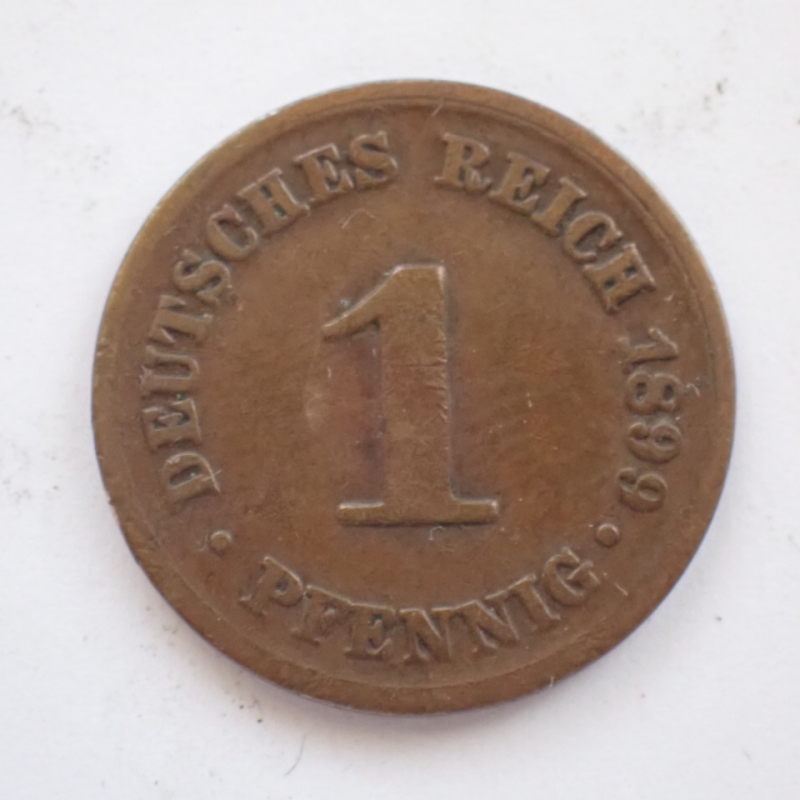 DEUTSCHES REICH 1899
1
• PFENNIG •